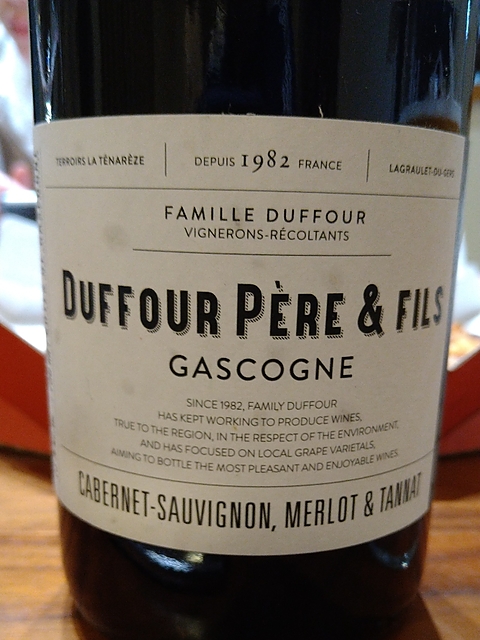 TERROIRS LA TÉNARÈZE
DEPUIS 1982 FRANCE
LAGRAULET-DU-GERS
FAMILLE DUFFOUR
VIGNERONS-RÉCOLTANTS
DUFFOUR PÈRE & FILS
GASCOGNE
SINCE 1982, FAMILY DUFFOUR
HAS KEPT WORKING TO PRODUCE WINES,
TRUE TO THE REGION, IN THE RESPECT OF THE ENVIRONMENT,
AND HAS FOCUSED ON LOCAL GRAPE VARIETALS,
AIMING TO BOTTLE THE MOST PLEASANT AND ENJOYABLE WINES.
CABERNET-SAUVIGNON, MERLOT & TANNAT